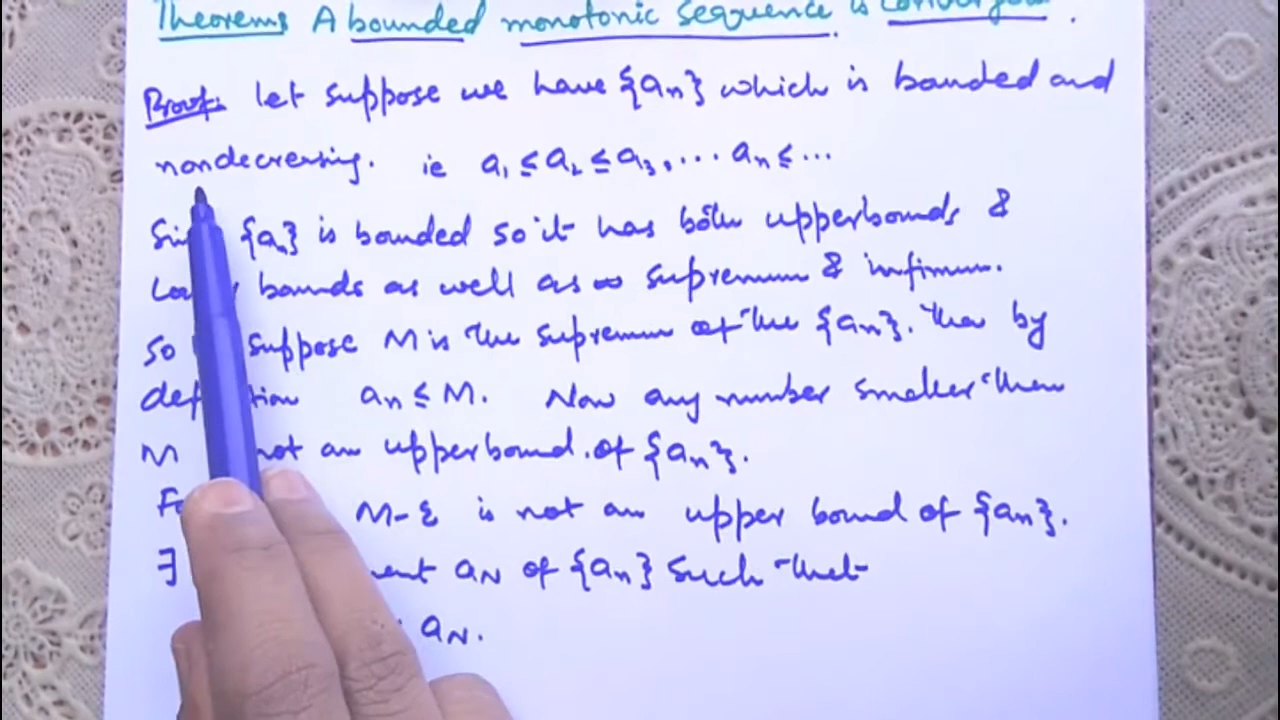 Theorems A bounded monotonic sequence is convergent.
Proof: let suppose we have {an} which is bounded and
nondecreasing. ie a1 ≤ a2 ≤ a3, ... an ≤ ...
{an} is bounded so it has both upperbounds &
bounds as well as supremum & infimum.
So suppose M is the supremum of the {an}. Then by
an ≤ M. Now any number smaller then
M not an upperbound. of {an}.
M-ε is not an upper bound of {an}.
∃ aN of {an} such that
aN.